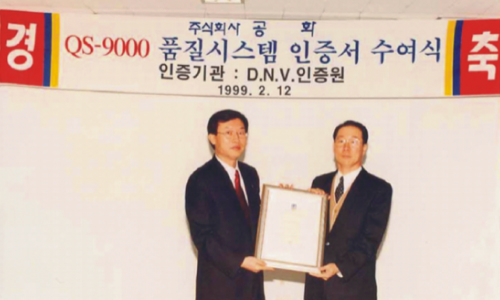 경
주식회사 공 화
QS-9000 품질시스템 인증서 수여식
인증기관 : D.N.V.인증원
1999. 2. 12
축